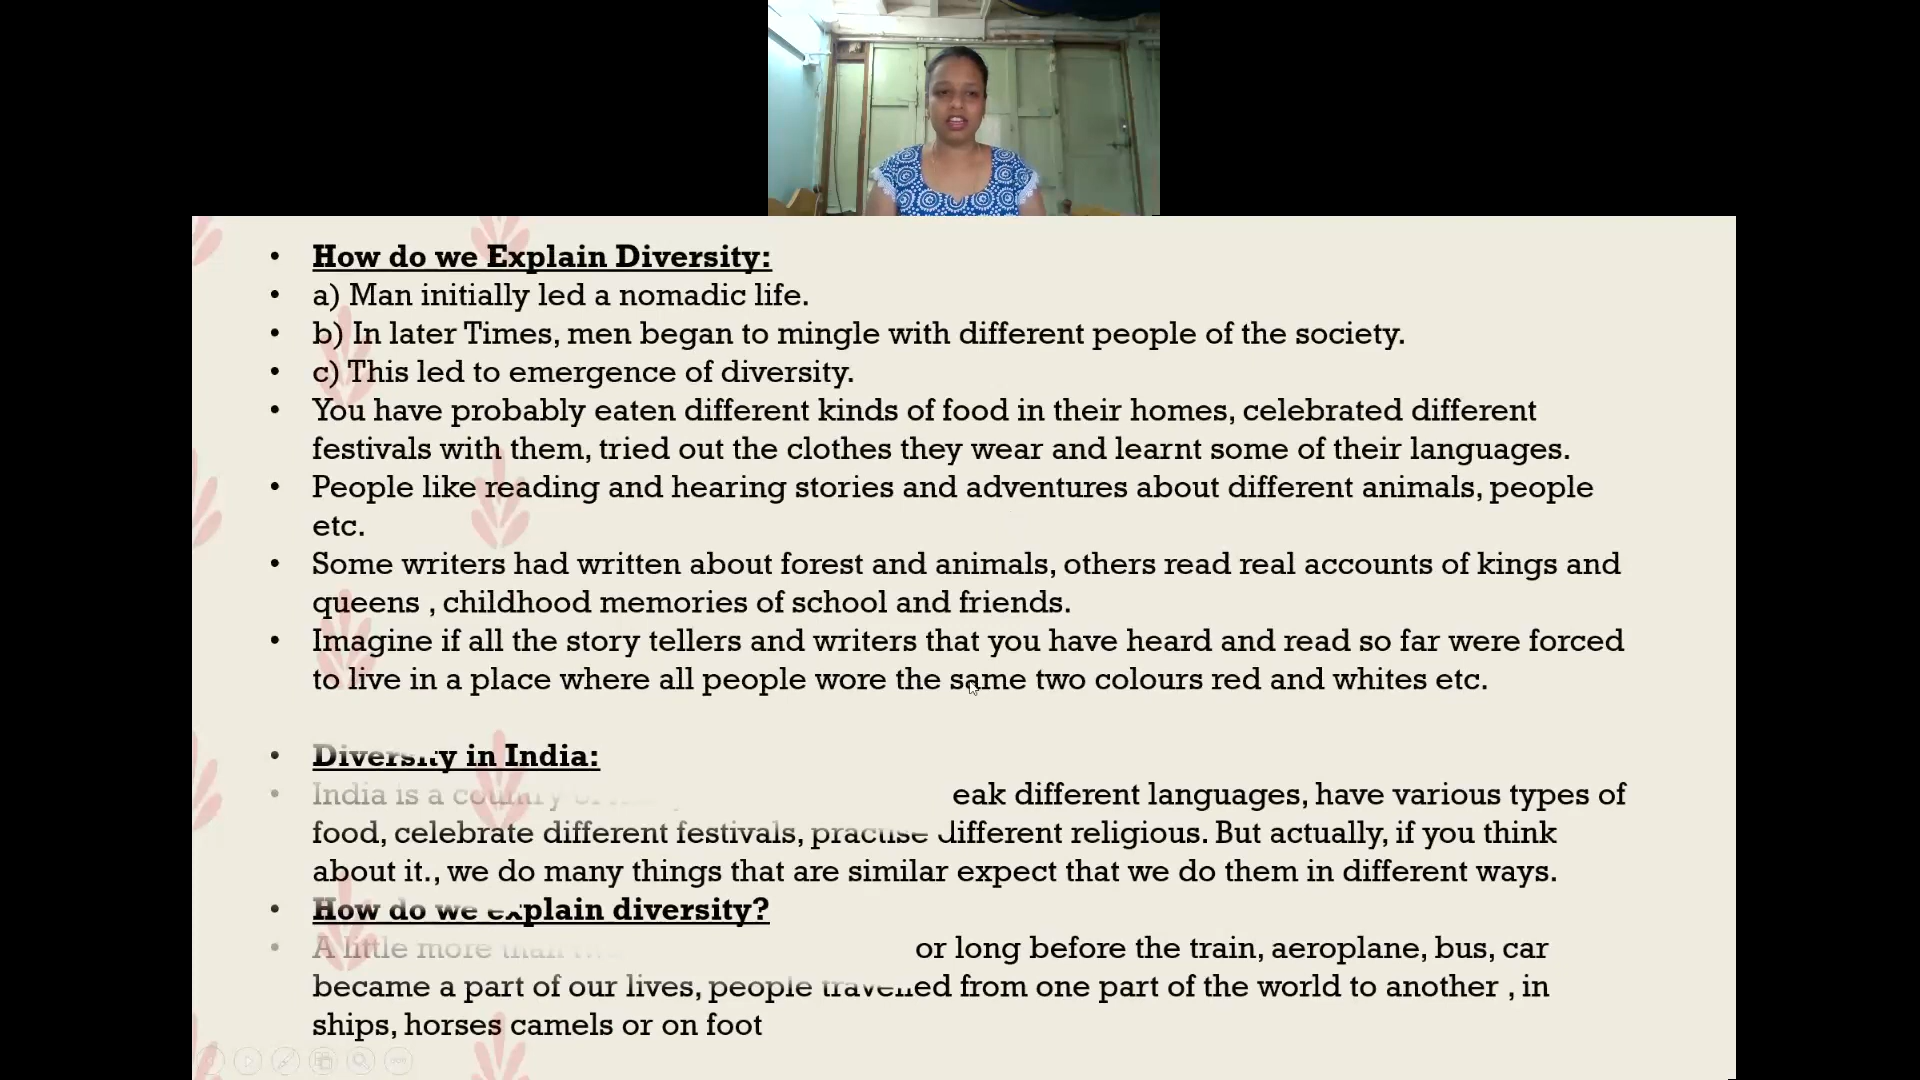 • How do we Explain Diversity:
• a) Man initially led a nomadic life.
• b) In later Times, men began to mingle with different people of the society.
• c) This led to emergence of diversity.
• You have probably eaten different kinds of food in their homes, celebrated different
festivals with them, tried out the clothes they wear and learnt some of their languages.
• People like reading and hearing stories and adventures about different animals, people
etc.
• Some writers had written about forest and animals, others read real accounts of kings and
queens , childhood memories of school and friends.
• Imagine if all the story tellers and writers that you have heard and read so far were forced
to live in a place where all people wore the same two colours red and whites etc.
• Diversity in India:
• India is a country eak different languages, have various types of
food, celebrate different festivals, practise different religious. But actually, if you think
about it., we do many things that are similar expect that we do them in different ways.
• How do we explain diversity?
• A little more than or long before the train, aeroplane, bus, car
became a part of our lives, people travelled from one part of the world to another , in
ships, horses camels or on foot